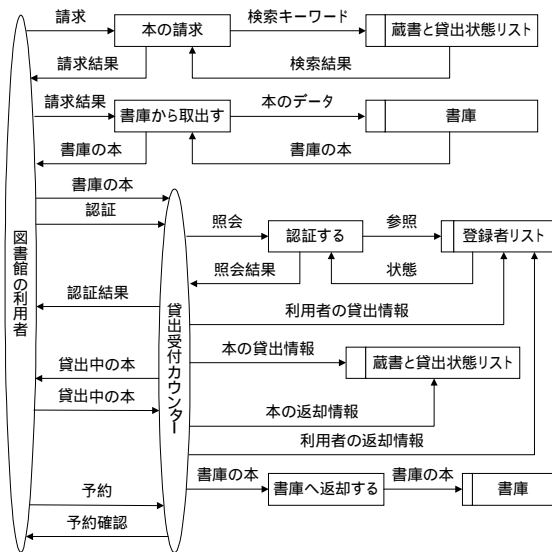 請求
本の請求
検索キーワード
蔵書と貸出状態リスト
請求結果
検索結果
請求結果
書庫から取出す
本のデータ
書庫
書庫の本
書庫の本
書庫の本
認証
照会
認証する
参照
登録者リスト
照会結果
状態
図書館の利用者
認証結果
貸出受付カウンター
利用者の貸出情報
本の貸出情報
蔵書と貸出状態リスト
貸出中の本
貸出中の本
本の返却情報
利用者の返却情報
書庫の本
書庫へ返却する
書庫の本
書庫
予約
予約確認